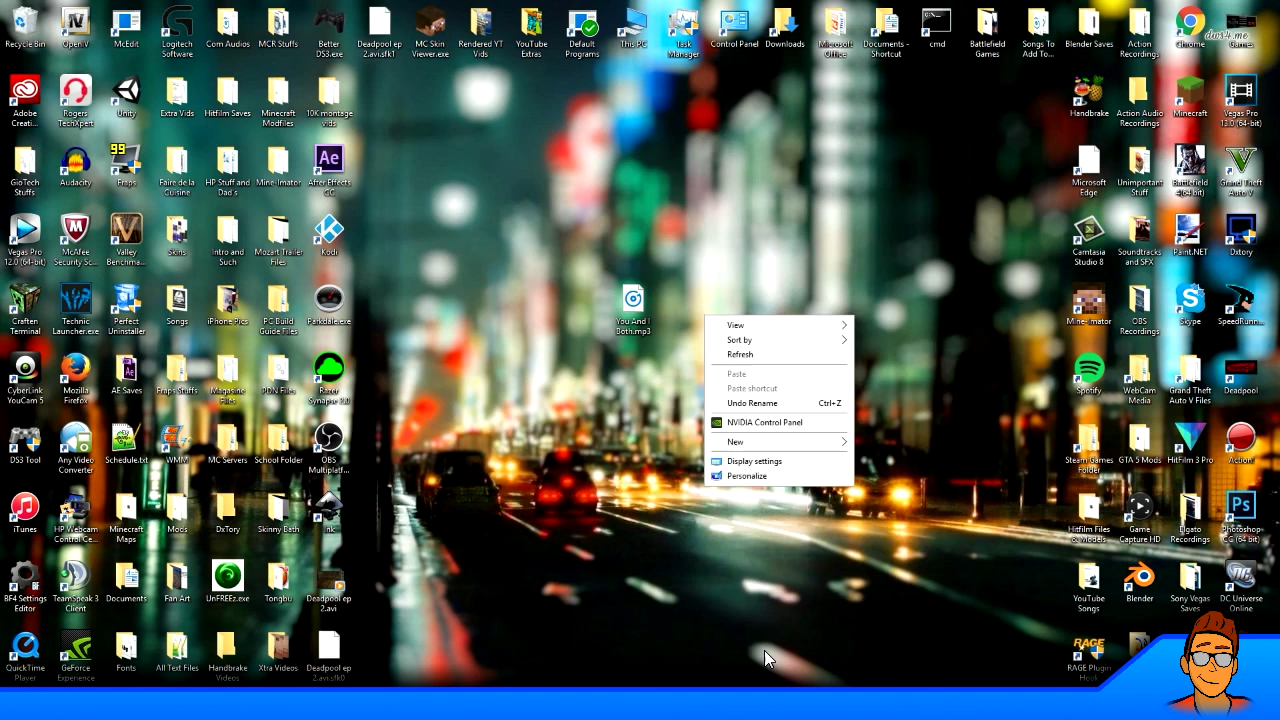 Recycle Bin
Open V
McEdit
Logitech
Software
Com Audios
MCR Stuffs
Better
DS3.exe
Deadpool ep
2.avi.sfk1
MC Skin
Viewer.exe
Rendered YT
Vids
YouTube
Extras
Default
Programs
This PC
Task
Manager
Control Panel
Downloads
Microsoft
Office
Documents -
Shortcut
cmd
Battlefield
Games
Songs To
Add To...
Blender Saves
Action
Recordings
Chrome
Games
Adobe
Creati...
Rogers
TechXpert
Unity
Extra Vids
Hitfilm Saves
Minecraft
Modfiles
10K montage
vids
Handbrake
Action Audio
Recordings
Minecraft
Vegas Pro
13.0 (64-bit)
GioTech
Stuffs
Audacity
99
Fraps
Faire de la
Cuisine
HP Stuff and
Dad's
Mine-Imator
Ae
After Effects
CC
Microsoft
Edge
Unimportant
Stuff
Battlefield
4(64 bit)
Grand Theft
Auto V
Vegas Pro
12.0 (64-bit)
McAfee
Security Sc...
Valley
Benchma...
Skins
Intro and
Such
Mozart Trailer
Files
Kodi
Camtasia
Studio 8
Soundtracks
and SFX
Paint.NET
Dxtory
Craften
Terminal
Technic
Launcher.exe
Perfect
Uninstaller
Songs
iPhone Pics
PC Build
Guide Files
Parkdale.exe
You And I
Both.mp3
Mine-imator
OBS
Recordings
Skype
SpeedRunn...
CyberLink
YouCam 5
Mozilla
Firefox
AE Saves
Fraps Stuffs
Magasine
Files
PDN Files
Razer
Synapse 2.0
Spotify
WebCam
Media
Grand Theft
Auto V Files
Deadpool
View
Sort by
Refresh
Paste
Paste shortcut
Undo Rename Ctrl+Z
NVIDIA Control Panel
New
Display settings
Personalize
DS3 Tool
Any Video
Converter
Schedule.txt
WMM
MC Servers
School Folder
OBS
Multiplatf...
Steam Games
Folder
GTA 5 Mods
HitFilm 3 Pro
Action!
iTunes
HP Webcam
Control Ce...
Minecraft
Maps
Mods
DxTory
Skinny Bath
Ink
Hitfilm Files
& Models
Game
Capture HD
Elgato
Recordings
Ps
Photoshop
CC (64 bit)
BF4 Settings
Editor
TeamSpeak 3
Client
Documents
Fan Art
UnFREEz.exe
Tongbu
Deadpool ep
2.avi
YouTube
Songs
Blender
Sony Vegas
Saves
DC Universe
Online
QuickTime
Player
GeForce
Experience
Fonts
All Text Files
Handbrake
Videos
Xtra Videos
Deadpool ep
2.avi.sfk0
RAGE
RAGE Plugin
Hook